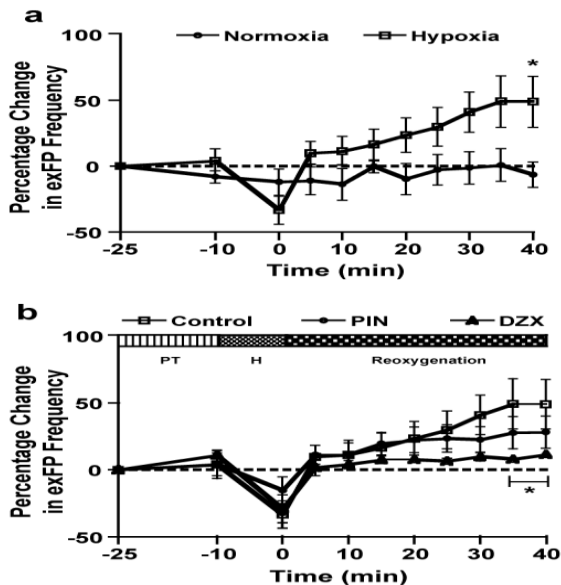 a
Normoxia Hypoxia
*
100
50
0
-50
Percentage Change
in exFP Frequency
-25 -10 0 10 20 30 40
Time (min)
b
Control PIN DZX
PT H Reoxygenation
100
50
0
-50
Percentage Change
in exFP Frequency
*
-25 -10 0 10 20 30 40
Time (min)